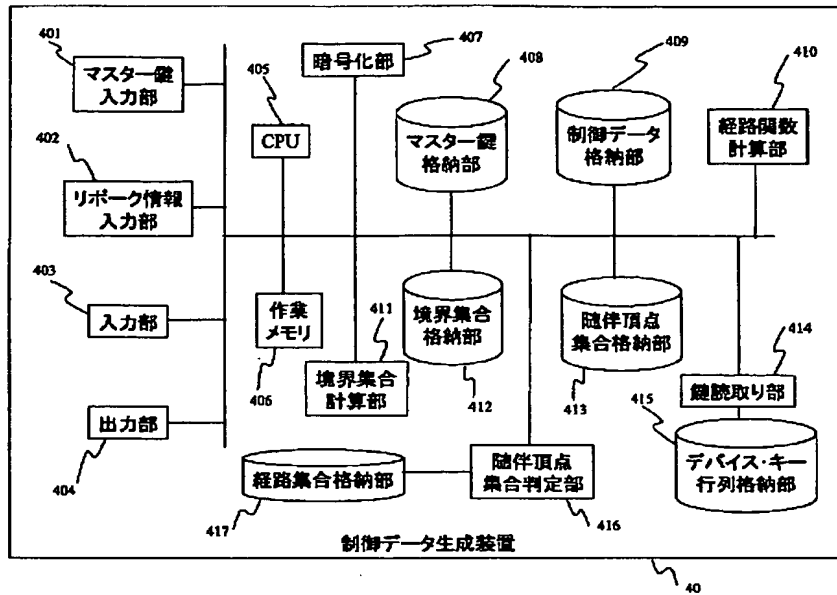 401
マスター鍵
入力部
402
リボーク情報
入力部
403
入力部
出力部
404
405
CPU
作業
メモリ
406
暗号化部
407
境界集合
計算部
411
マスター鍵
格納部
408
境界集合
格納部
412
制御データ
格納部
409
随伴頂点
集合格納部
413
経路関数
計算部
410
鍵読取り部
414
415
デバイス・キー
行列格納部
経路集合格納部
417
随伴頂点
集合判定部
416
制御データ生成装置
40